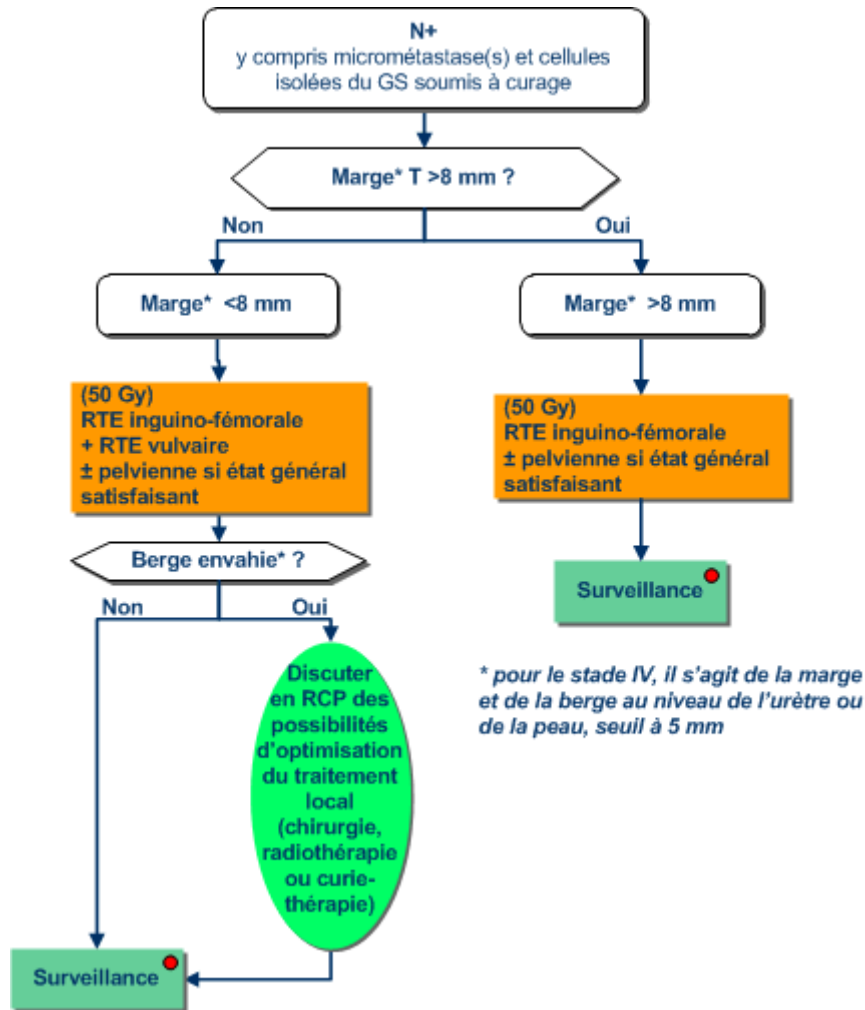 N+
y compris micrométastase(s) et cellules
isolées du GS soumis à curage
Marge* T >8 mm ?
Non
Oui
Marge* <8 mm
Marge* >8 mm
(50 Gy)
RTE inguino-fémorale
+ RTE vulvaire
± pelvienne si état général
satisfaisant
(50 Gy)
RTE inguino-fémorale
± pelvienne si état général
satisfaisant
Berge envahie* ?
Surveillance
Non
Oui
Discuter
en RCP des
possibilités
d'optimisation
du traitement
local
(chirurgie,
radiothérapie
ou curie-
thérapie)
* pour le stade IV, il s'agit de la marge
et de la berge au niveau de l'urètre ou
de la peau, seuil à 5 mm
Surveillance